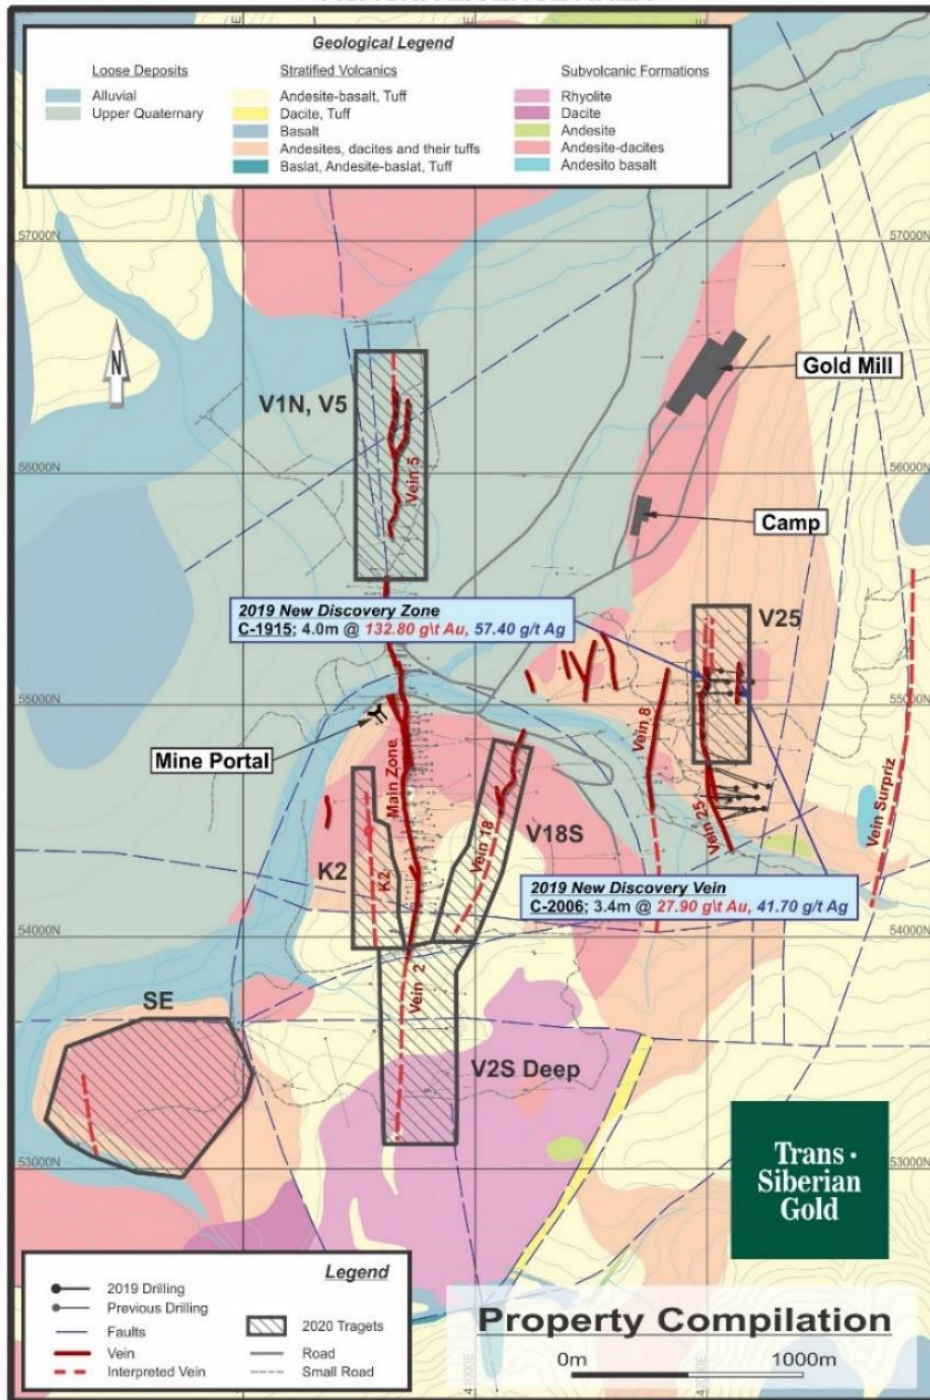 Geological Legend
Loose Deposits
Alluvial
Upper Quaternary
Stratified Volcanics
Andesite-basalt, Tuff
Dacite, Tuff
Basalt
Andesites, dacites and their tuffs
Baslat, Andesite-baslat, Tuff
Subvolcanic Formations
Rhyolite
Dacite
Andesite
Andesite-dacites
Andesito basalt
57000N
57000N
N
Gold Mill
V1N, V5
Vein 5
56000N
56000N
Camp
2019 New Discovery Zone
C-1915: 4.0m @ 132.80 g\t Au, 57.40 g/t Ag
V25
55000N
55000N
Mine Portal
Main Zone
Vein 8
Vein 25
Vein Surpriz
K2
K2
Vein 18
V18S
2019 New Discovery Vein
C-2006: 3.4m @ 27.90 g\t Au, 41.70 g/t Ag
54000N
54000N
Vein 2
SE
V2S Deep
53000N
53000N
Trans·
Siberian
Gold
Legend
2019 Drilling
Previous Drilling
Faults
Vein
Interpreted Vein
2020 Tragets
Road
Small Road
41000E
Property Compilation
0m 1000m